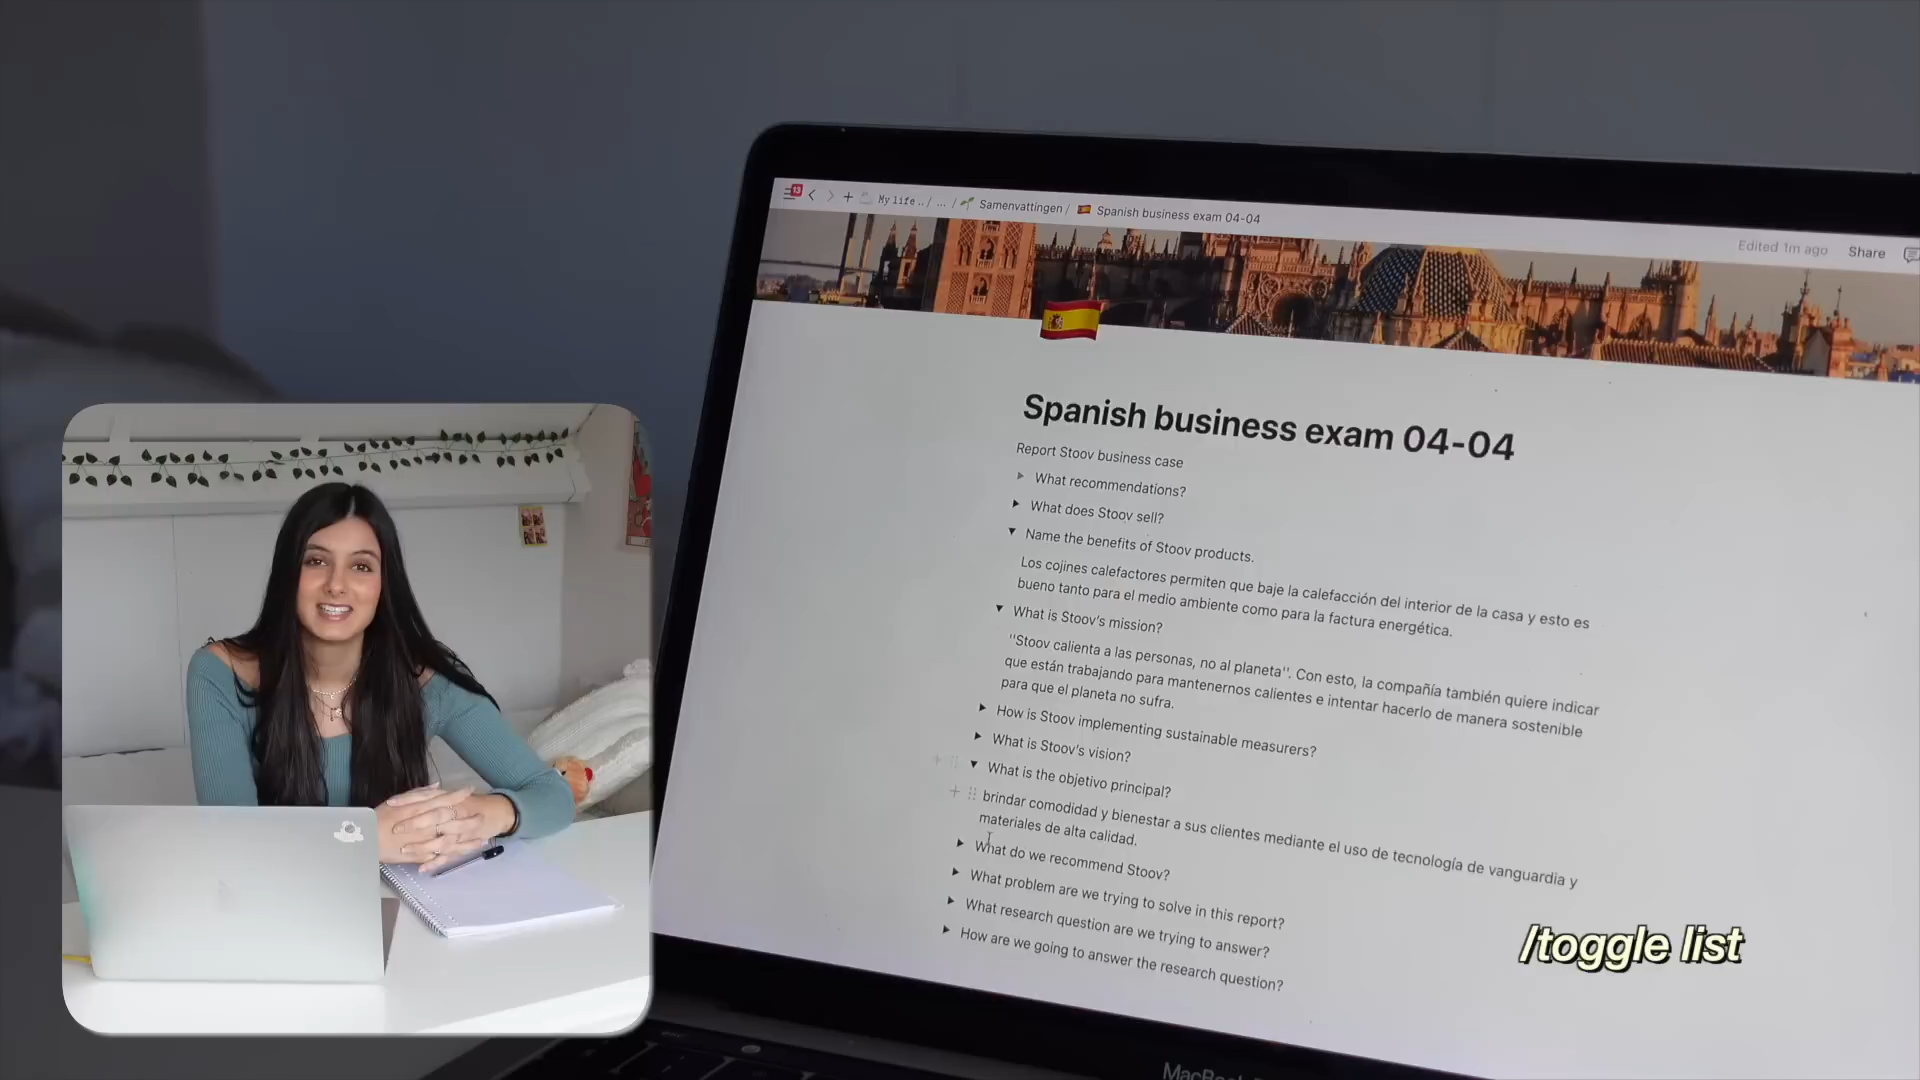 My life .. / ... / Samenvattingen / Spanish business exam 04-04
Edited 1m ago Share
Spanish business exam 04-04
Report Stoov business case
What recommendations?
What does Stoov sell?
Name the benefits of Stoov products.
Los cojines calefactores permiten que baje la calefacción del interior de la casa y esto es
bueno tanto para el medio ambiente como para la factura energética.
What is Stoov's mission?
"Stoov calienta a las personas, no al planeta". Con esto, la compañía también quiere indicar
que están trabajando para mantenernos calientes e intentar hacerlo de manera sostenible
para que el planeta no sufra.
How is Stoov implementing sustainable measurers?
What is Stoov's vision?
What is the objetivo principal?
brindar comodidad y bienestar a sus clientes mediante el uso de tecnología de vanguardia y
materiales de alta calidad.
What do we recommend Stoov?
What problem are we trying to solve in this report?
What research question are we trying to answer?
How are we going to answer the research question?
/toggle list